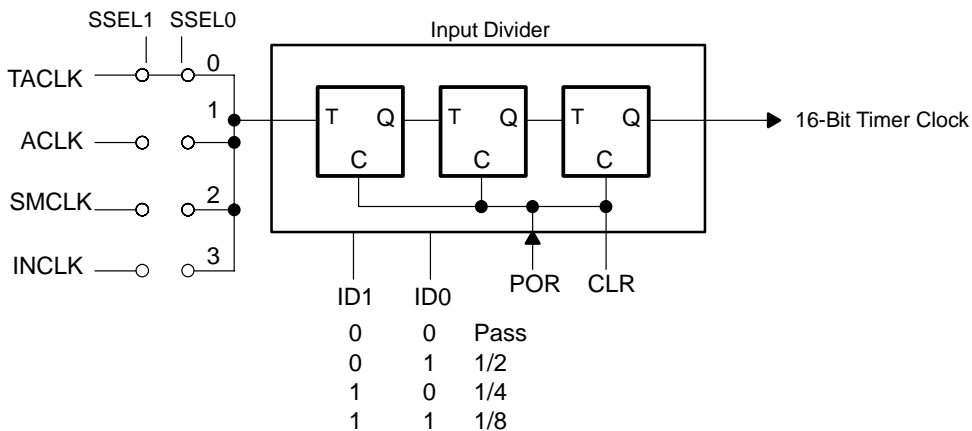 SSEL1 SSEL0
Input Divider
TACLK 0
1
T Q T Q T Q
16-Bit Timer Clock
ACLK
C C C
SMCLK 2
INCLK 3
POR CLR
ID1 ID0
0 0 Pass
0 1 1/2
1 0 1/4
1 1 1/8